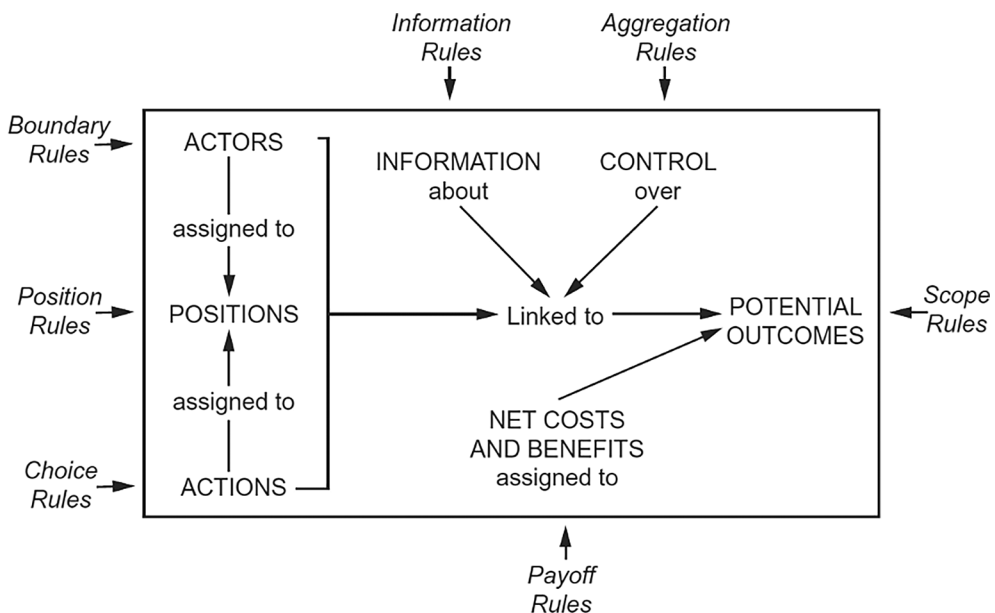 Information
Rules
Aggregation
Rules
Boundary
Rules
ACTORS
INFORMATION
about
CONTROL
over
assigned to
Position
Rules
POSITIONS
Linked to
POTENTIAL
OUTCOMES
Scope
Rules
assigned to
NET COSTS
AND BENEFITS
assigned to
Choice
Rules
ACTIONS
Payoff
Rules